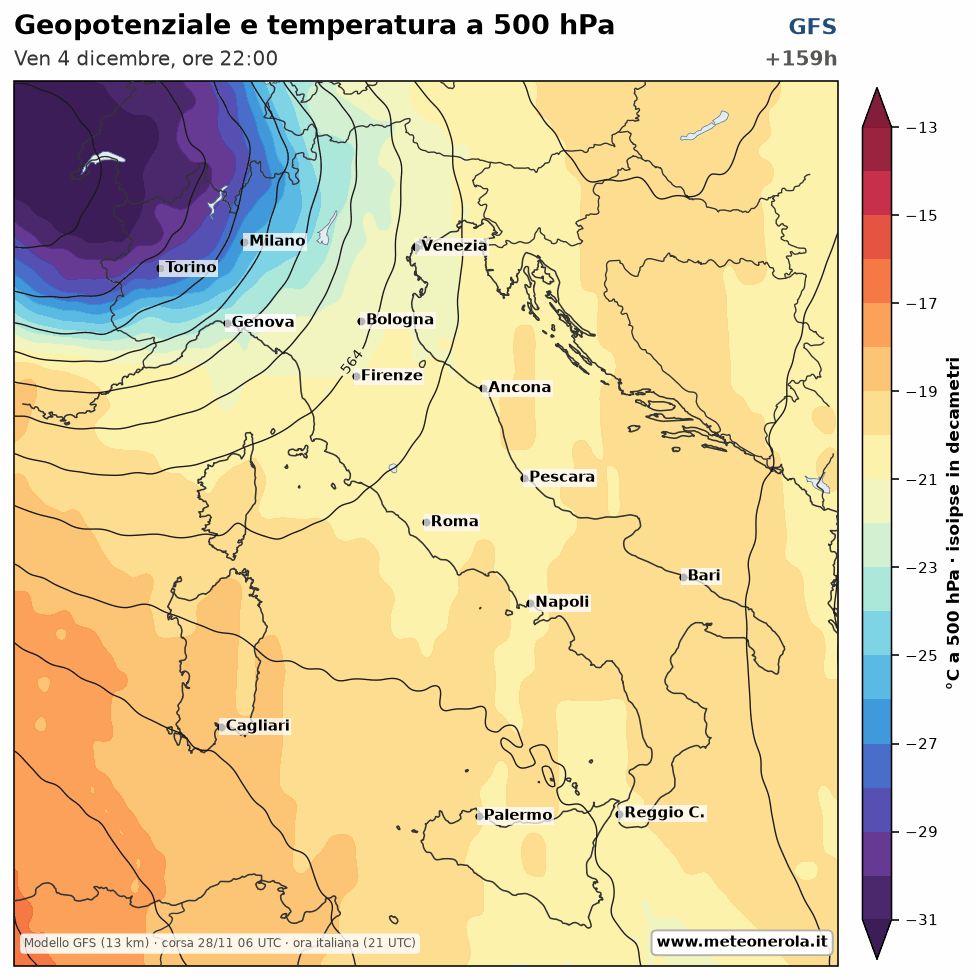 Geopotenziale e temperatura a 500 hPa
GFS
Ven 4 dicembre, ore 22:00
+159h
Milano
Venezia
Torino
Genova
Bologna
564
Firenze
Ancona
Pescara
Roma
Bari
Napoli
Cagliari
Palermo
Reggio C.
−13
−15
−17
−19
−21
−23
−25
−27
−29
−31
°C a 500 hPa · isoipse in decametri
Modello GFS (13 km) · corsa 28/11 06 UTC · ora italiana (21 UTC)
www.meteonerola.it